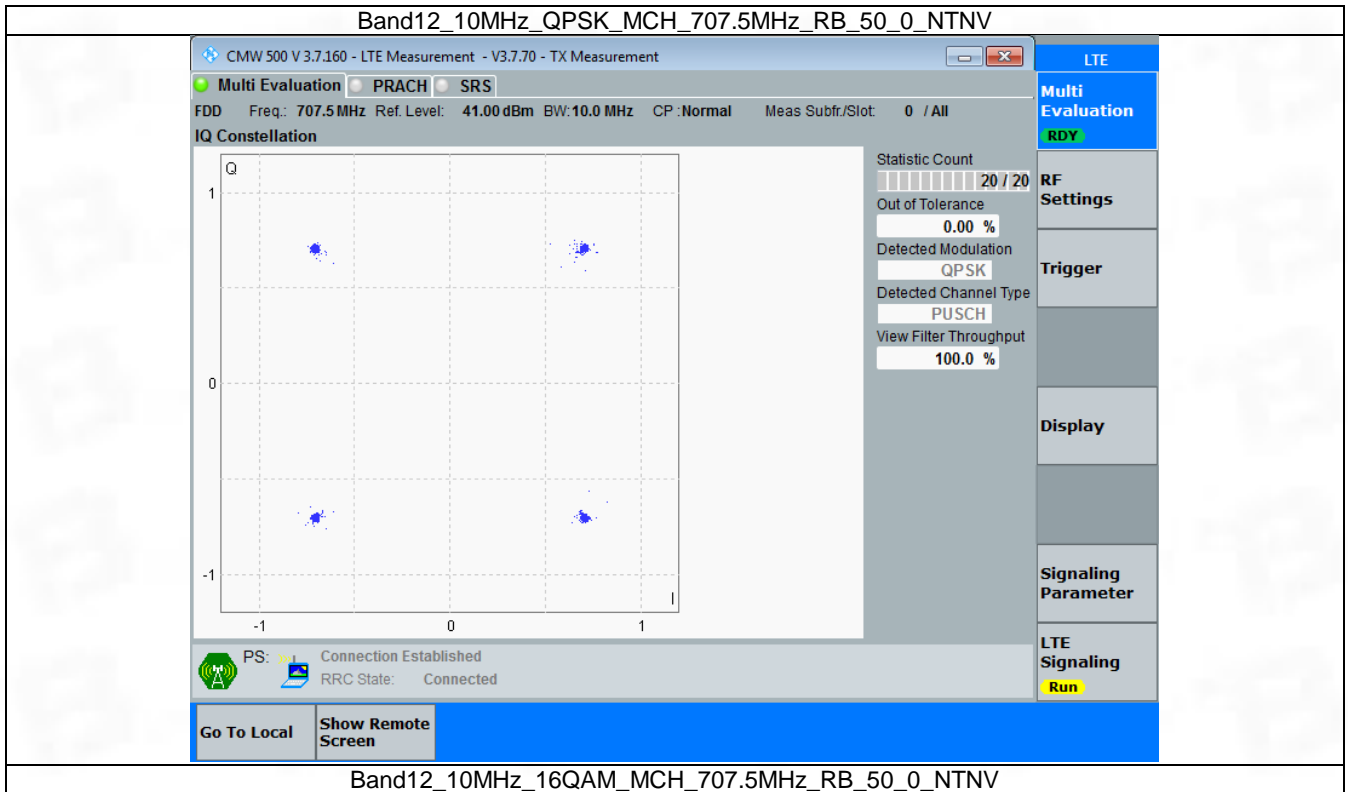 Band12_10MHz_QPSK_MCH_707.5MHz_RB_50_0_NTNV
CMW 500 V 3.7.160 - LTE Measurement - V3.7.70 - TX Measurement
LTE
Multi Evaluation PRACH SRS
FDD Freq.: 707.5 MHz Ref. Level: 41.00 dBm BW: 10.0 MHz CP : Normal Meas Subfr./Slot: 0 / All
IQ Constellation
Q
1
0
-1
-1 0 1
I
Statistic Count
20 / 20
Out of Tolerance
0.00 %
Detected Modulation
QPSK
Detected Channel Type
PUSCH
View Filter Throughput
100.0 %
Multi
Evaluation
RDY
RF
Settings
Trigger
Display
Signaling
Parameter
LTE
Signaling
Run
PS: Connection Established
RRC State: Connected
Go To Local
Show Remote
Screen
Band12_10MHz_16QAM_MCH_707.5MHz_RB_50_0_NTNV